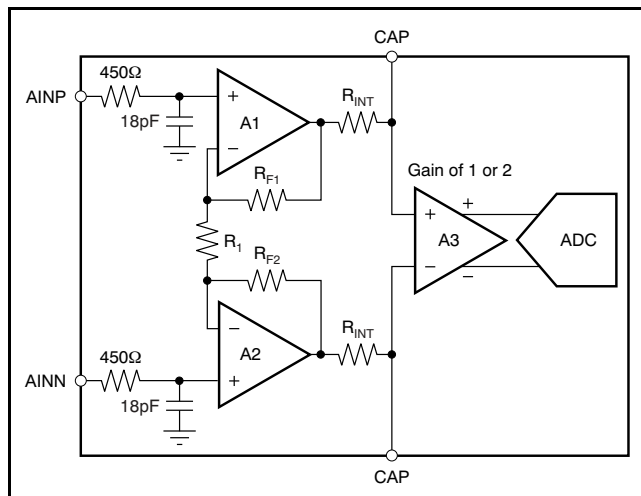 CAP
450Ω
AINP
18pF
+
A1
−
R_INT
R_F1
Gain of 1 or 2
+
+
A3
ADC
−
−
R_1
R_F2
−
A2
+
R_INT
450Ω
AINN
18pF
CAP